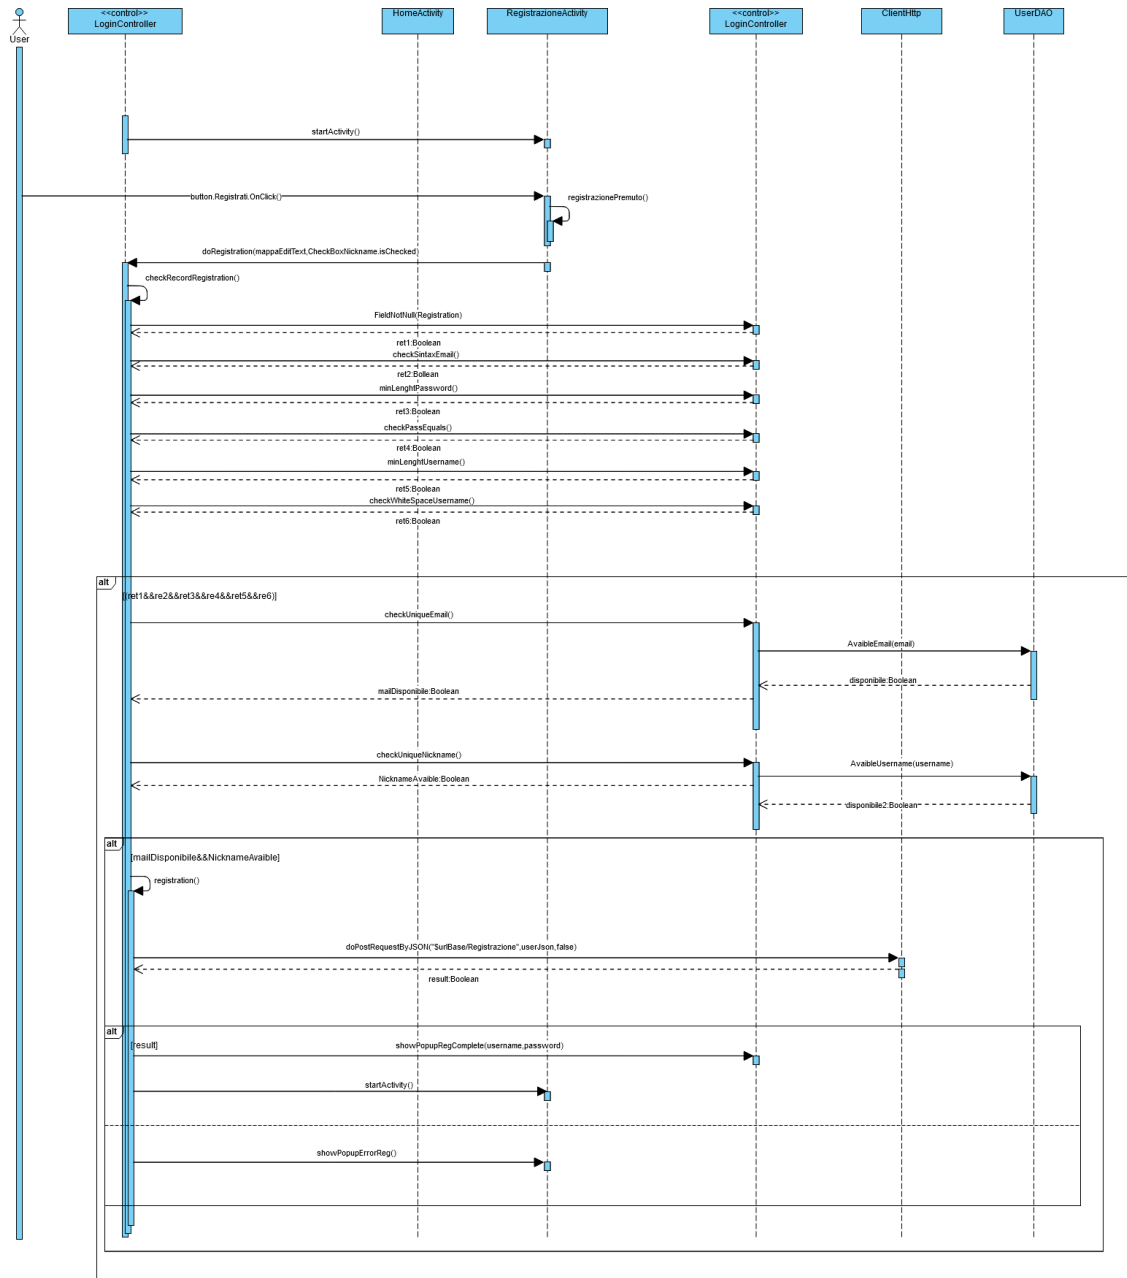 User
<<control>>
LoginController
HomeActivity
RegistrazioneActivity
<<control>>
LoginController
ClientHttp
UserDAO
startActivity()
button.Registrati.OnClick()
registrazionePremuto()
doRegistration(mappaEditText,CheckBoxNickname.isChecked)
checkRecordRegistration()
FieldNotNull(Registration)
ret1:Boolean
checkSintaxEmail()
ret2:Bollean
minLenghtPassword()
ret3:Boolean
checkPassEquals()
ret4:Boolean
minLenghtUsername()
ret5:Boolean
checkWhiteSpaceUsername()
ret6:Boolean
alt
[(ret1&&re2&&ret3&&re4&&ret5&&re6)]
checkUniqueEmail()
AvaibleEmail(email)
disponibile:Boolean
mailDisponibile:Boolean
checkUniqueNickname()
AvaibleUsername(username)
NicknameAvaible:Boolean
disponibile2:Boolean
alt
[mailDisponibile&&NicknameAvaible]
registration()
doPostRequestByJSON("$urlBase/Registrazione",userJson,false)
result:Boolean
alt
[result]
showPopupRegComplete(username,password)
startActivity()
showPopupErrorReg()